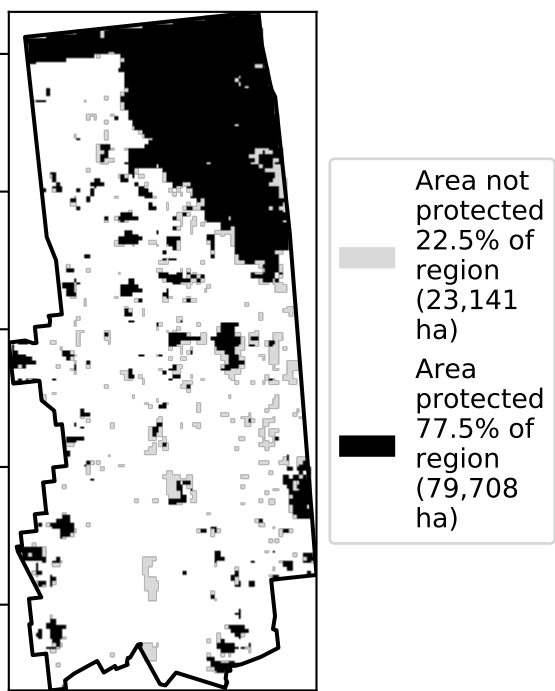 Area not
protected
22.5% of
region
(23,141
ha)
Area
protected
77.5% of
region
(79,708
ha)